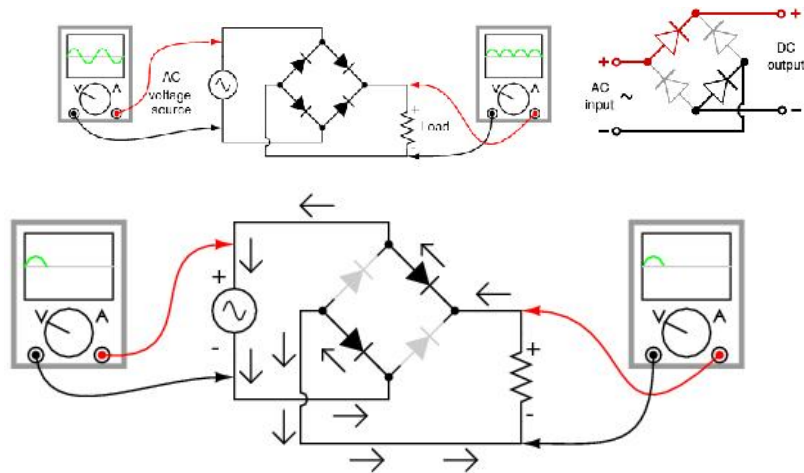 V A
AC
voltage
source
+
Load
-
V A
+
+
DC
output
AC
input ~
-
-
V A
+
-
+
-
V A